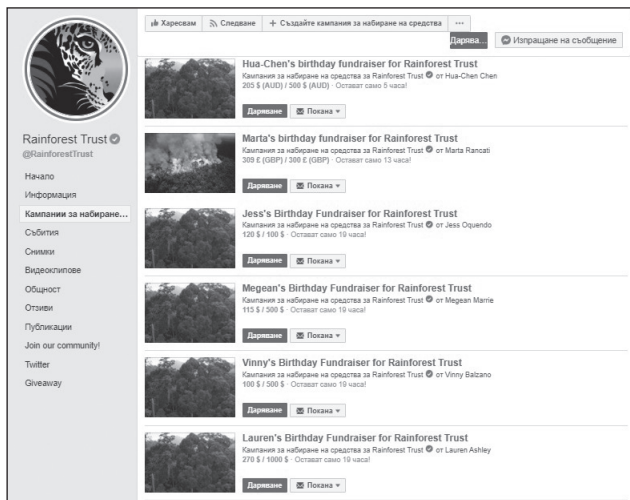 Харесвам Следване + Създайте кампания за набиране на средства ...
Дарява... Изпращане на съобщение
Rainforest Trust
@RainforestTrust
Начало
Информация
Кампании за набиране...
Събития
Снимки
Видеоклипове
Общност
Отзиви
Публикации
Join our community!
Twitter
Giveaway
Hua-Chen's birthday fundraiser for Rainforest Trust
Кампания за набиране на средства за Rainforest Trust от Hua-Chen Chen
205 $ (AUD) / 500 $ (AUD) · Остават само 5 часа!
Даряване Покана
Marta's birthday fundraiser for Rainforest Trust
Кампания за набиране на средства за Rainforest Trust от Marta Rancati
309 £ (GBP) / 300 £ (GBP) · Остават само 13 часа!
Даряване Покана
Jess's Birthday Fundraiser for Rainforest Trust
Кампания за набиране на средства за Rainforest Trust от Jess Oquendo
120 $ / 100 $ · Остават само 19 часа!
Даряване Покана
Megean's Birthday Fundraiser for Rainforest Trust
Кампания за набиране на средства за Rainforest Trust от Megean Marrie
115 $ / 500 $ · Остават само 19 часа!
Даряване Покана
Vinny's Birthday Fundraiser for Rainforest Trust
Кампания за набиране на средства за Rainforest Trust от Vinny Balzano
100 $ / 500 $ · Остават само 19 часа!
Даряване Покана
Lauren's Birthday Fundraiser for Rainforest Trust
Кампания за набиране на средства за Rainforest Trust от Lauren Ashley
270 $ / 1000 $ · Остават само 19 часа!
Даряване Покана